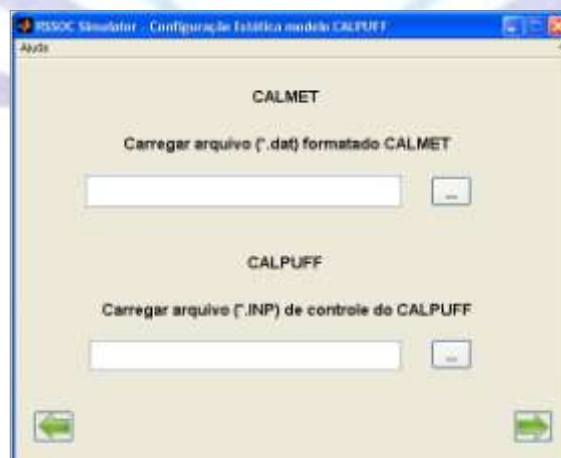 RSSOC Simulator - Configuração Estática modelo CALPUFF
Ajuda
CALMET
Carregar arquivo (*.dat) formatado CALMET
...
CALPUFF
Carregar arquivo (*.INP) de controle do CALPUFF
...